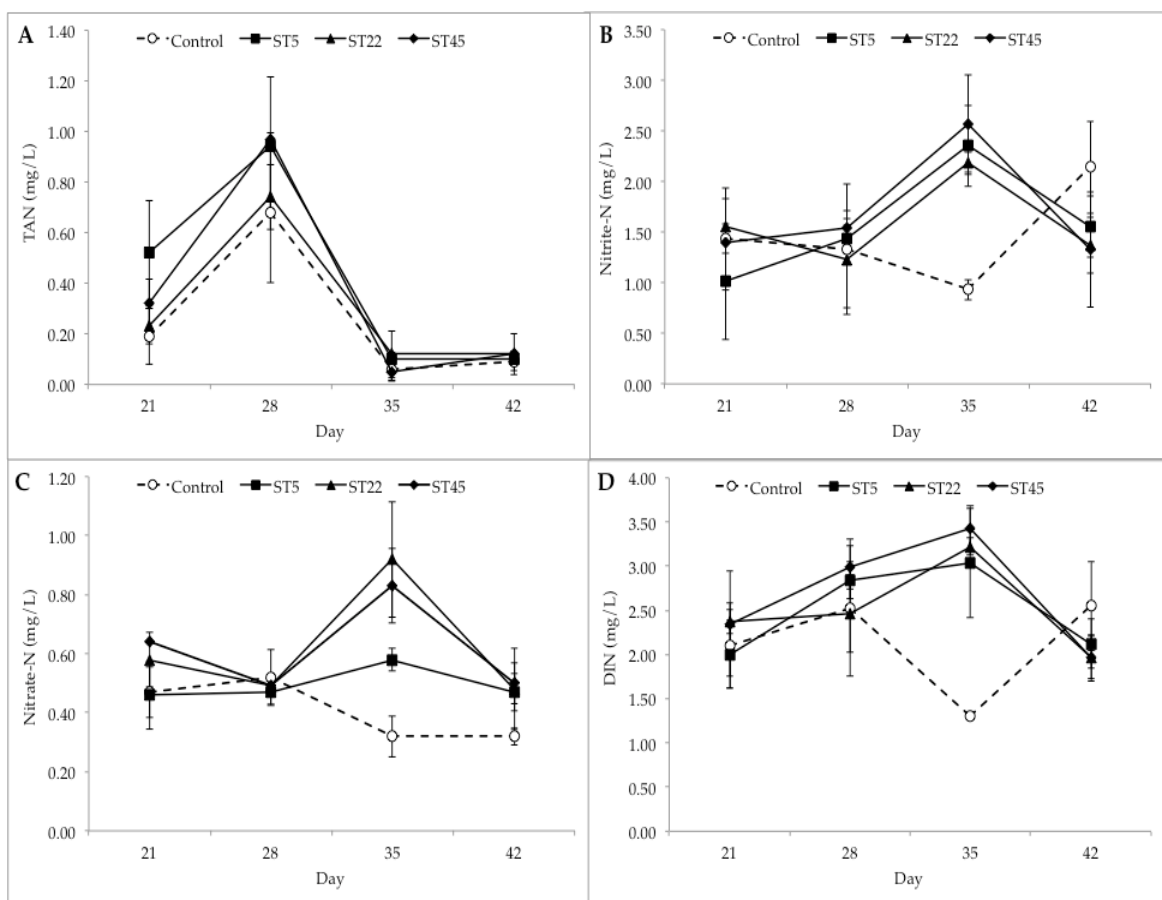 A
Control ST5 ST22 ST45
TAN (mg/L)
1.40
1.20
1.00
0.80
0.60
0.40
0.20
0.00
21 28 35 42
Day
B
Control ST5 ST22 ST45
Nitrite-N (mg/L)
3.50
3.00
2.50
2.00
1.50
1.00
0.50
0.00
21 28 35 42
Day
C
Control ST5 ST22 ST45
Nitrate-N (mg/L)
1.20
1.00
0.80
0.60
0.40
0.20
0.00
21 28 35 42
Day
D
Control ST5 ST22 ST45
DIN (mg/L)
4.00
3.50
3.00
2.50
2.00
1.50
1.00
0.50
0.00
21 28 35 42
Day